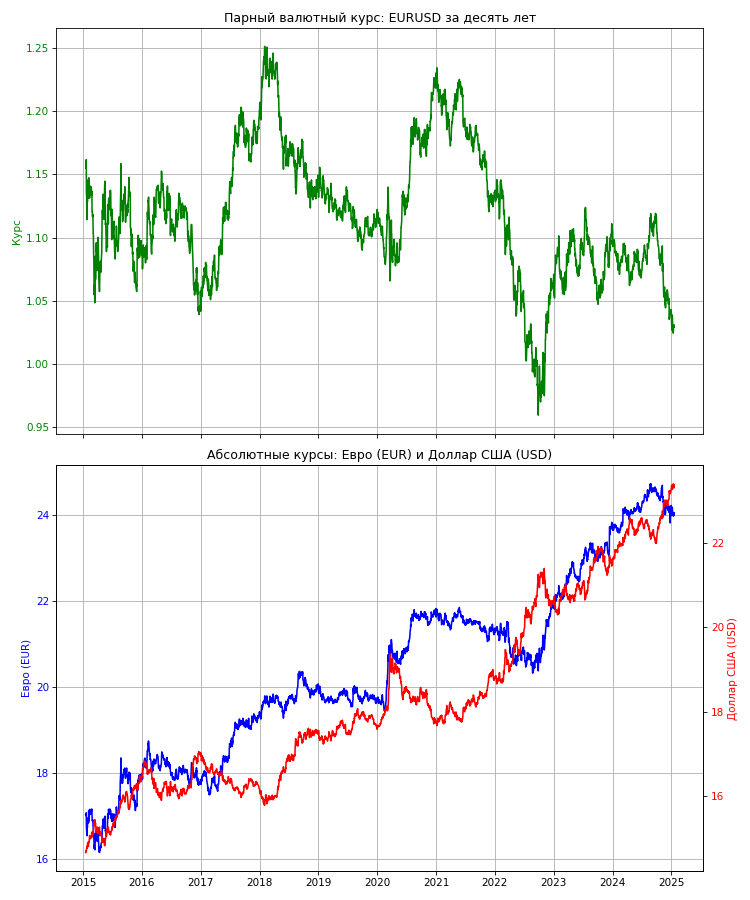 Парный валютный курс: EURUSD за десять лет
1.25
1.20
1.15
1.10
1.05
1.00
0.95
Курс
Абсолютные курсы: Евро (EUR) и Доллар США (USD)
24
22
20
18
16
Евро (EUR)
22
20
18
16
Доллар США (USD)
2015 2016 2017 2018 2019 2020 2021 2022 2023 2024 2025